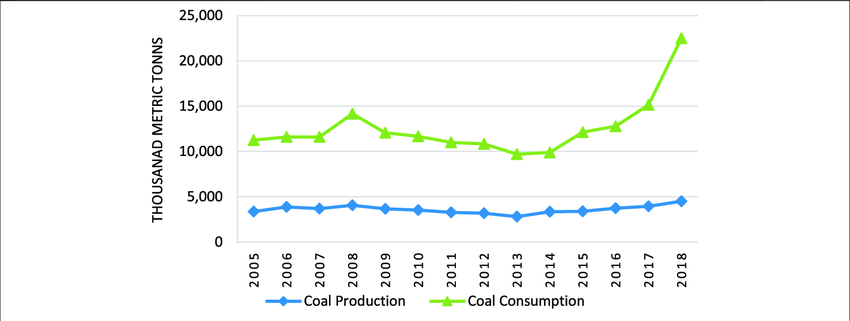 THOUSANAD METRIC TONNS
25,000
20,000
15,000
10,000
5,000
0
2005 2006 2007 2008 2009 2010 2011 2012 2013 2014 2015 2016 2017 2018
Coal Production Coal Consumption